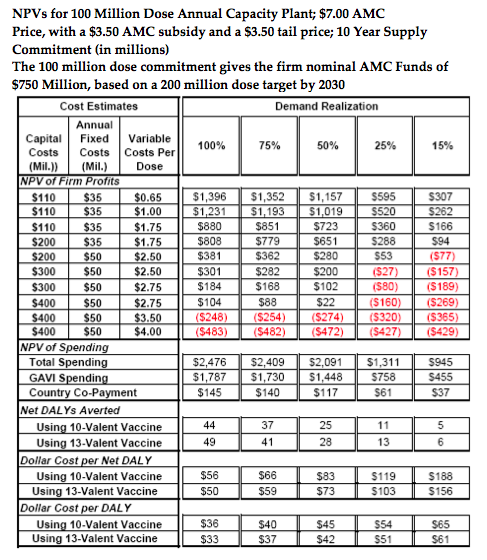 NPVs for 100 Million Dose Annual Capacity Plant; $7.00 AMC
Price, with a $3.50 AMC subsidy and a $3.50 tail price; 10 Year Supply
Commitment (in millions)
The 100 million dose commitment gives the firm nominal AMC Funds of
$750 Million, based on a 200 million dose target by 2030
Cost Estimates Demand Realization
Capital Costs (Mil.)) Annual Fixed Costs (Mil.) Variable Costs Per Dose 100% 75% 50% 25% 15%
NPV of Firm Profits
$110 $35 $0.65 $1,396 $1,352 $1,157 $595 $307
$110 $35 $1.00 $1,231 $1,193 $1,019 $520 $262
$110 $35 $1.75 $880 $851 $723 $360 $166
$200 $35 $1.75 $808 $779 $651 $288 $94
$200 $50 $2.50 $381 $362 $280 $53 ($77)
$300 $50 $2.50 $301 $282 $200 ($27) ($157)
$300 $50 $2.75 $184 $168 $102 ($80) ($189)
$400 $50 $2.75 $104 $88 $22 ($160) ($269)
$400 $50 $3.50 ($248) ($254) ($274) ($320) ($365)
$400 $50 $4.00 ($483) ($482) ($472) ($427) ($429)
NPV of Spending
Total Spending $2,476 $2,409 $2,091 $1,311 $945
GAVI Spending $1,787 $1,730 $1,448 $758 $455
Country Co-Payment $145 $140 $117 $61 $37
Net DALYs Averted
Using 10-Valent Vaccine 44 37 25 11 5
Using 13-Valent Vaccine 49 41 28 13 6
Dollar Cost per Net DALY
Using 10-Valent Vaccine $56 $66 $83 $119 $188
Using 13-Valent Vaccine $50 $59 $73 $103 $156
Dollar Cost per DALY
Using 10-Valent Vaccine $36 $40 $45 $54 $65
Using 13-Valent Vaccine $33 $37 $42 $51 $61